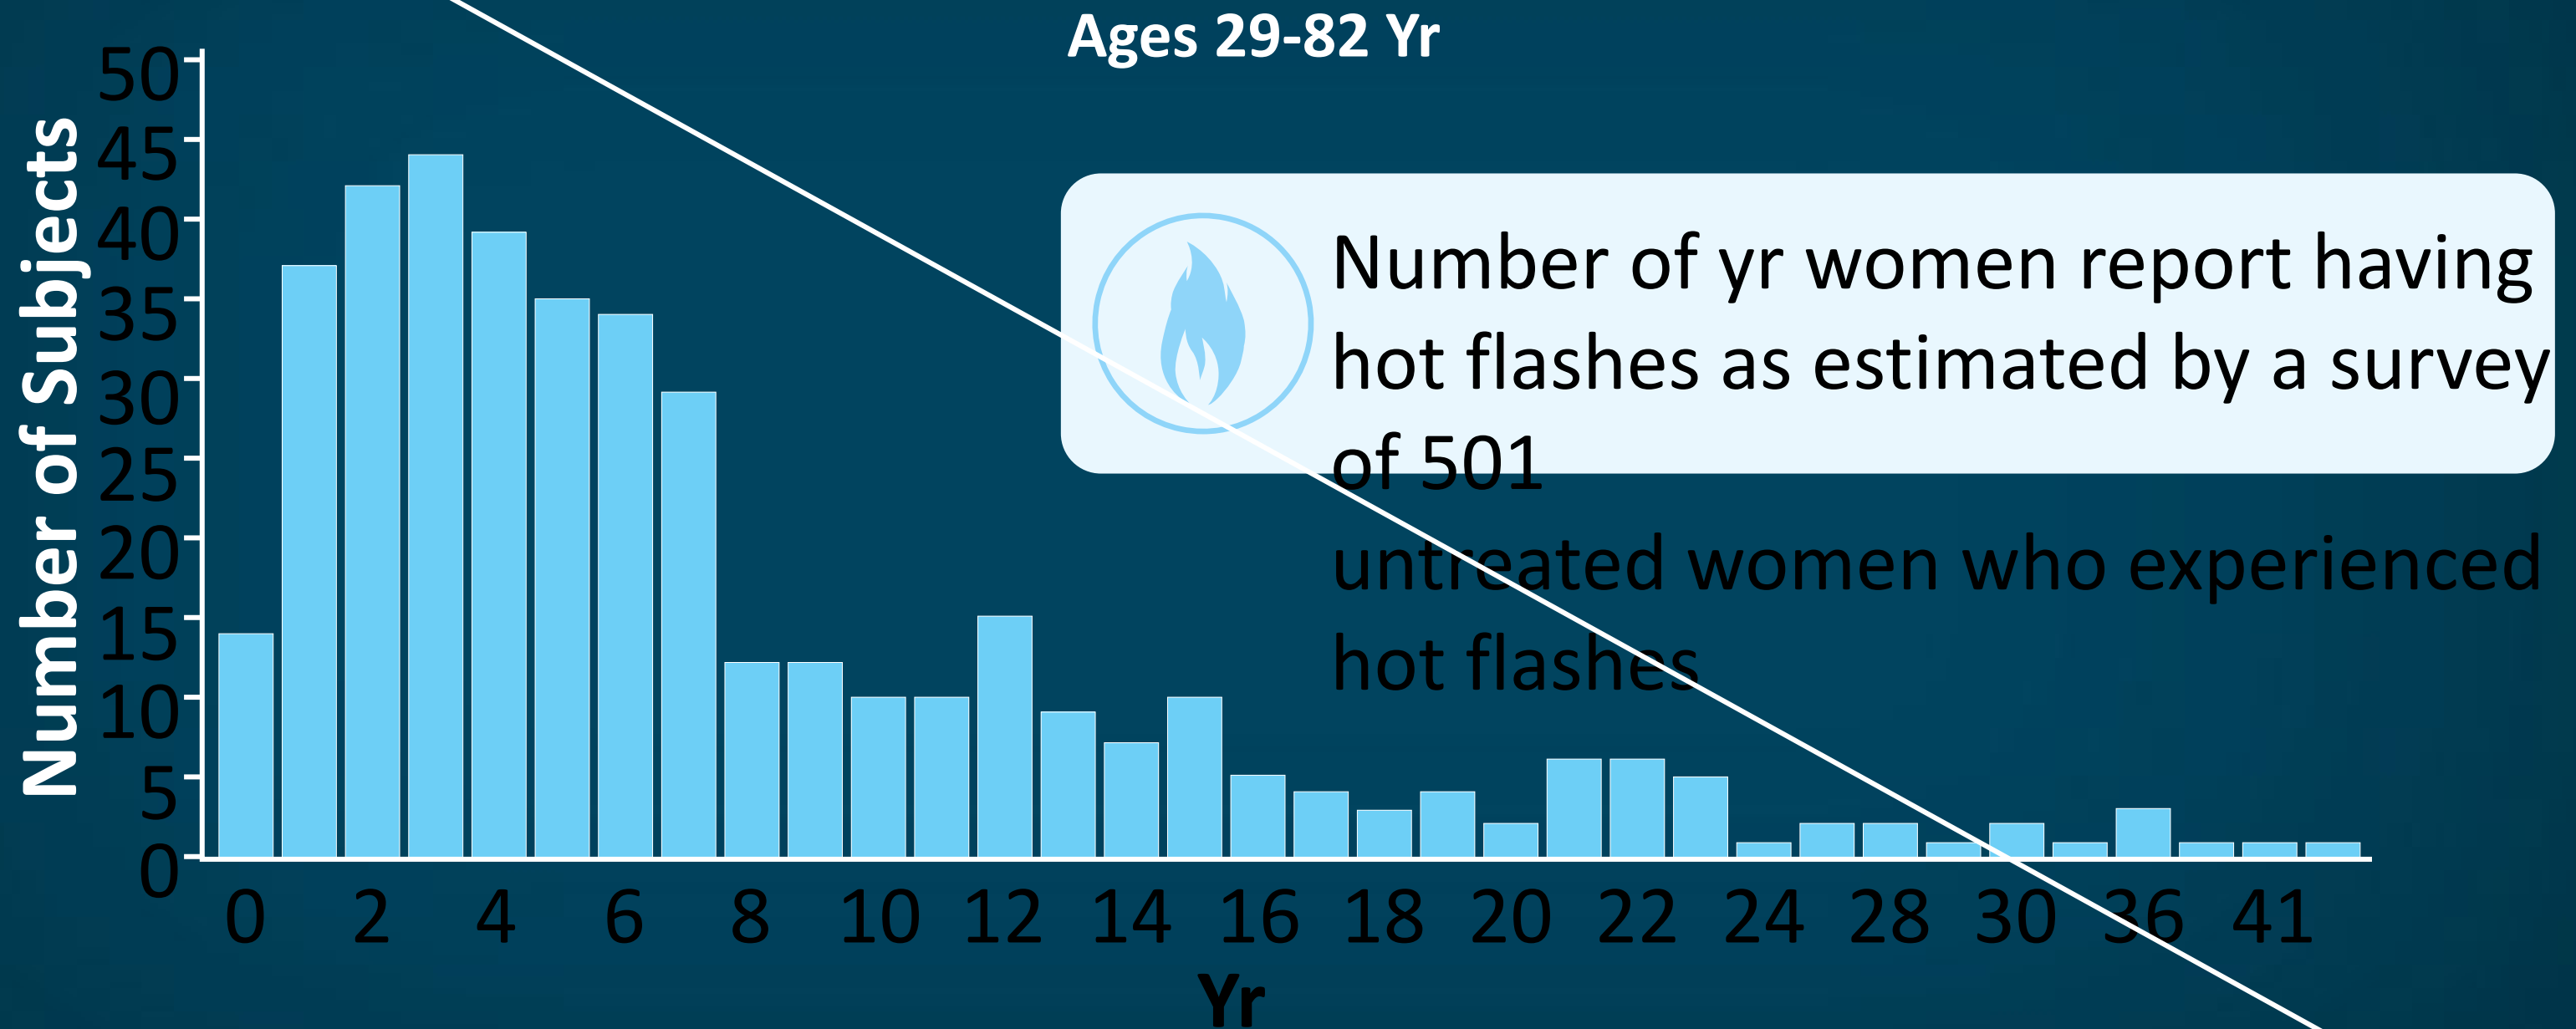 Ages 29-82 Yr
Number of Subjects
50
45
40
35
30
25
20
15
10
5
0
Number of yr women report having
hot flashes as estimated by a survey
of 501
untreated women who experienced
hot flashes
0 2 4 6 8 10 12 14 16 18 20 22 24 28 30 36 41
Yr